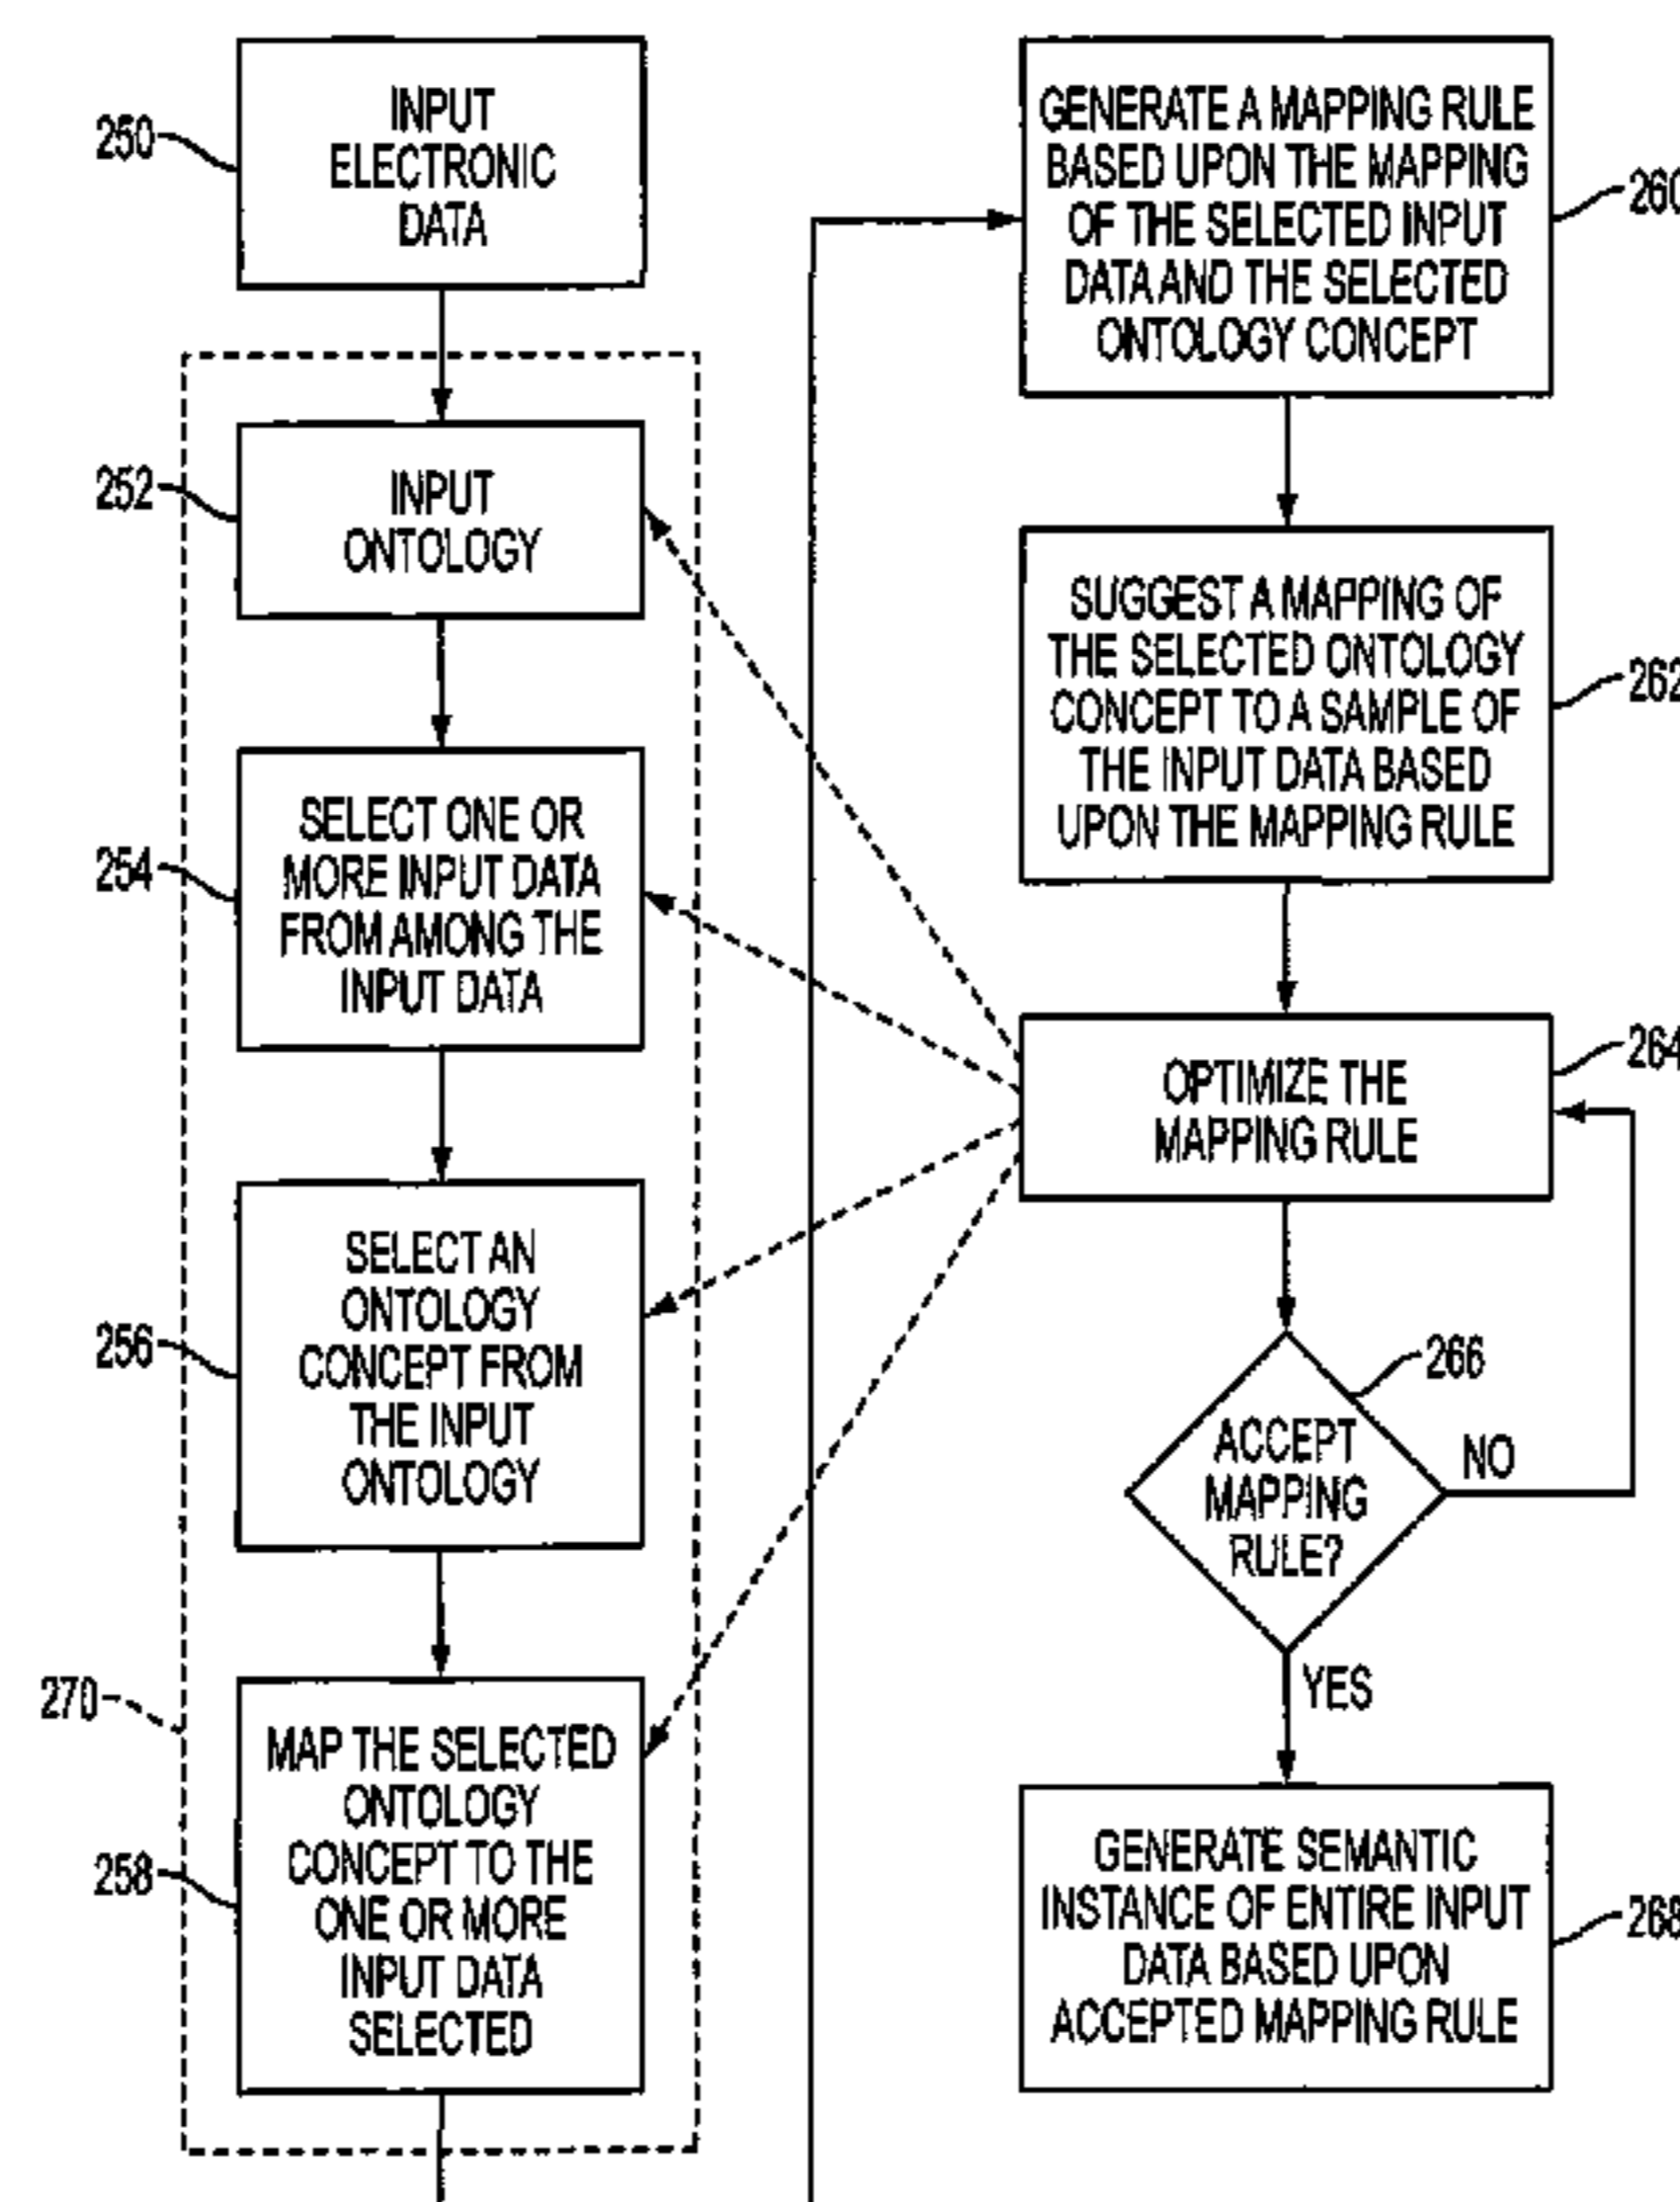 250
INPUT
ELECTRONIC
DATA
252
INPUT
ONTOLOGY
254
SELECT ONE OR
MORE INPUT DATA
FROM AMONG THE
INPUT DATA
256
SELECT AN
ONTOLOGY
CONCEPT FROM
THE INPUT
ONTOLOGY
270
258
MAP THE SELECTED
ONTOLOGY
CONCEPT TO THE
ONE OR MORE
INPUT DATA
SELECTED
GENERATE A MAPPING RULE
BASED UPON THE MAPPING
OF THE SELECTED INPUT
DATA AND THE SELECTED
ONTOLOGY CONCEPT
260
SUGGEST A MAPPING OF
THE SELECTED ONTOLOGY
CONCEPT TO A SAMPLE OF
THE INPUT DATA BASED
UPON THE MAPPING RULE
262
OPTIMIZE THE
MAPPING RULE
264
266
ACCEPT
MAPPING
RULE?
NO
YES
GENERATE SEMANTIC
INSTANCE OF ENTIRE INPUT
DATA BASED UPON
ACCEPTED MAPPING RULE
268